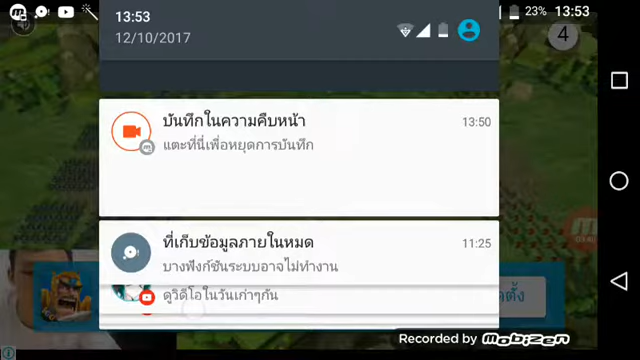 23% 13:53
13:53
12/10/2017
4
บันทึกในความคืบหน้า 13:50
แตะที่นี่เพื่อหยุดการบันทึก
03:40
ที่เก็บข้อมูลภายในหมด 11:25
บางฟังก์ชันระบบอาจไม่ทำงาน
ดูวิดีโอในวันเก่าๆกัน
Recorded by mobizen